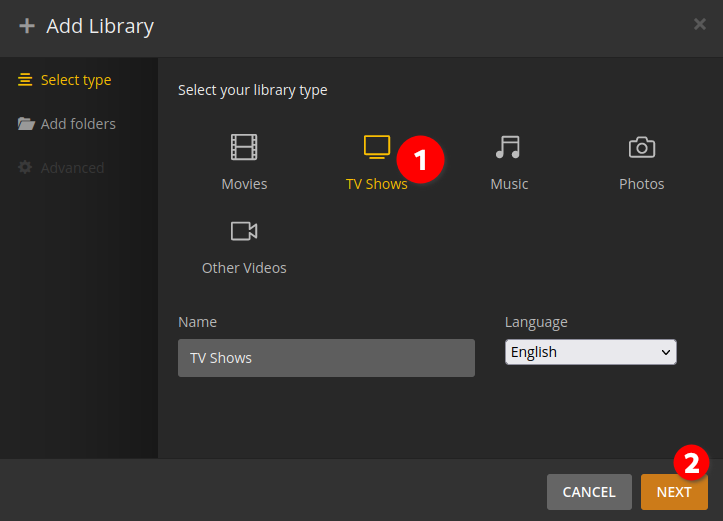 + Add Library
×
Select type
Add folders
Advanced
Select your library type
1
Movies
TV Shows
Music
Photos
Other Videos
Name
Language
TV Shows
English
2
CANCEL
NEXT